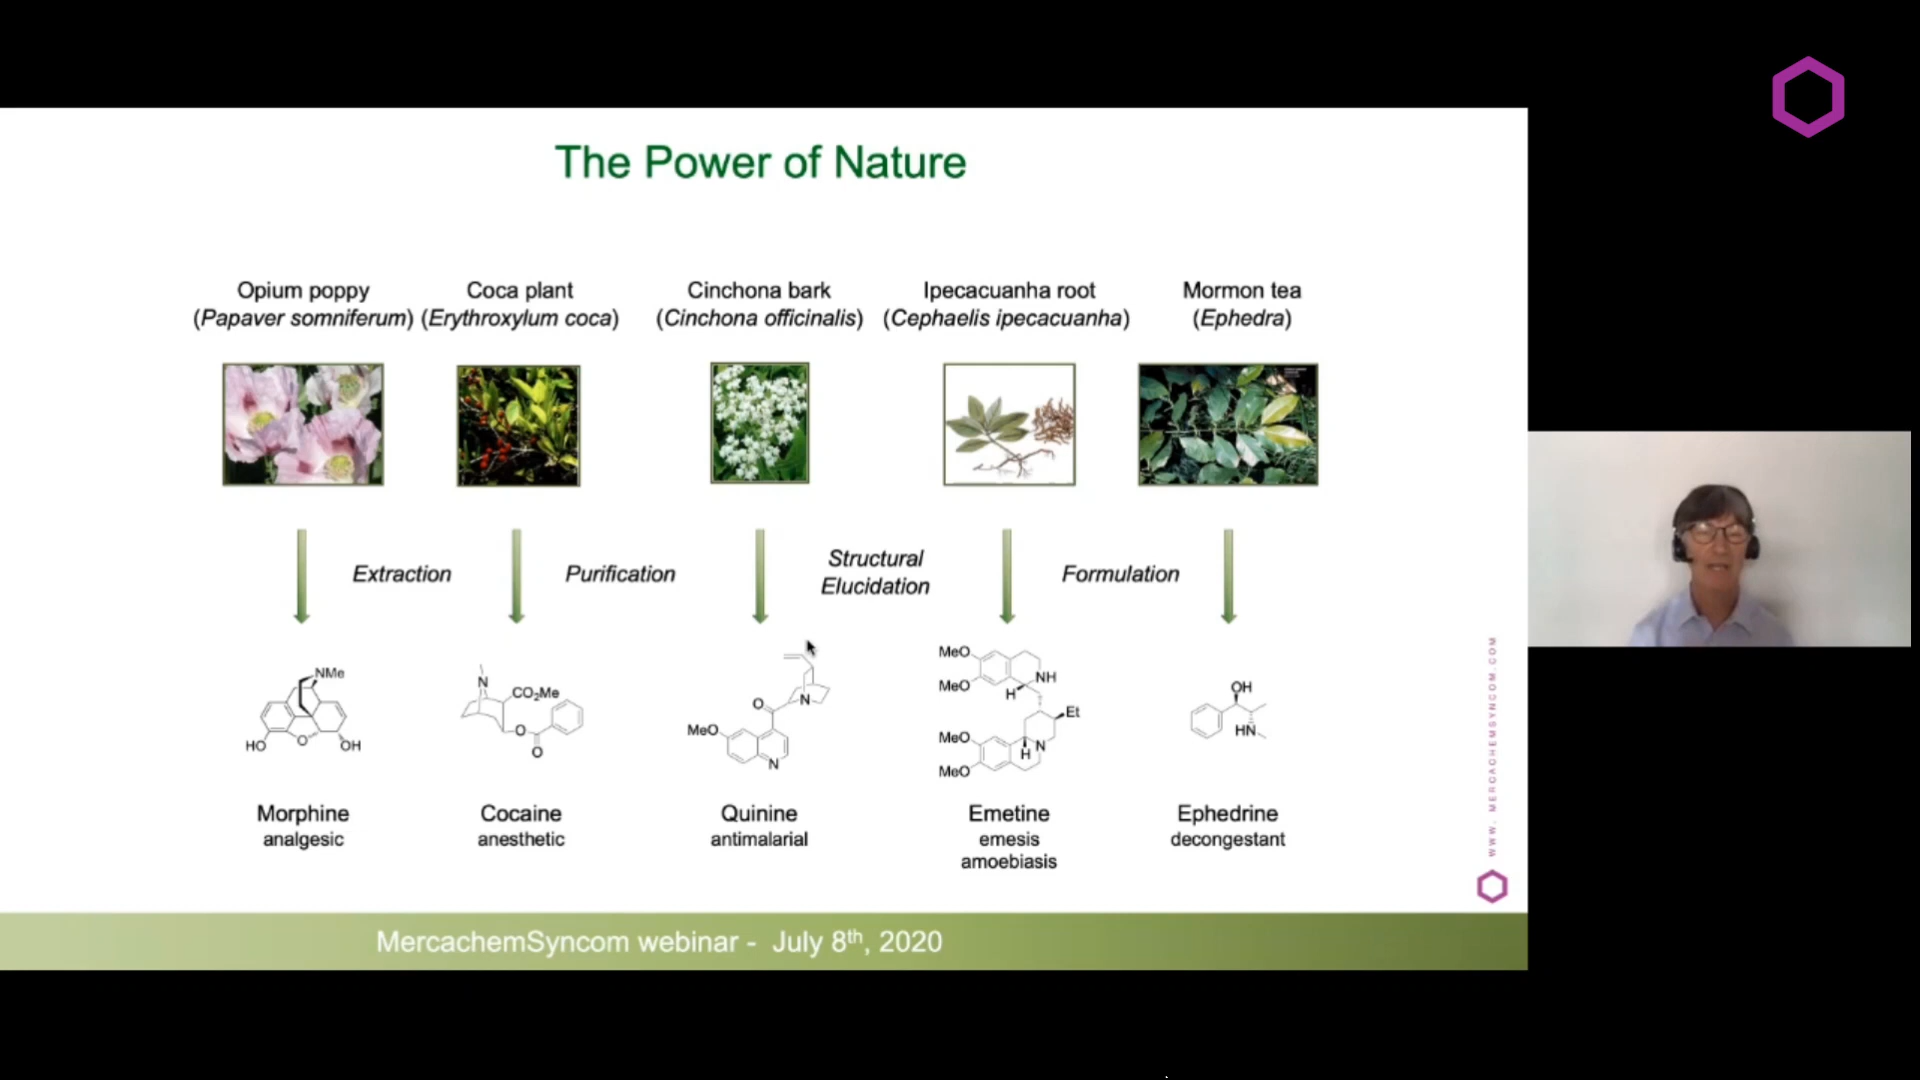 The Power of Nature
Opium poppy
(Papaver somniferum)
Coca plant
(Erythroxylum coca)
Cinchona bark
(Cinchona officinalis)
Ipecacuanha root
(Cephaelis ipecacuanha)
Mormon tea
(Ephedra)
Extraction
Purification
Structural
Elucidation
Formulation
NMe
HO
O
OH
N
CO₂Me
O
O
O
N
MeO
N
MeO
NH
MeO
H
Et
MeO
H
N
MeO
OH
HN
Morphine
analgesic
Cocaine
anesthetic
Quinine
antimalarial
Emetine
emesis
amoebiasis
Ephedrine
decongestant
WWW. MERCACHEMSYNCOM.COM
MercachemSyncom webinar - July 8th, 2020